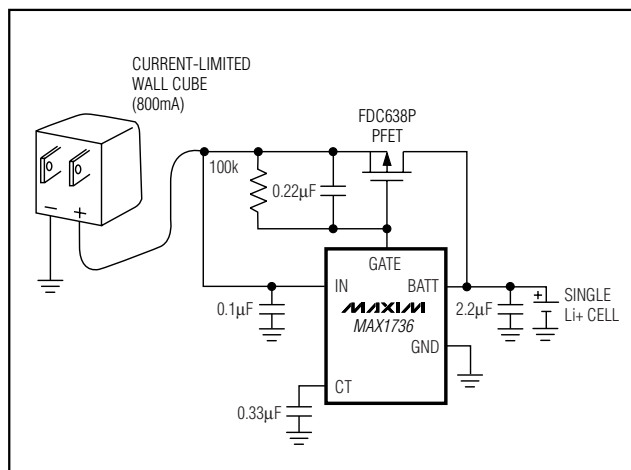 CURRENT-LIMITED
WALL CUBE
(800mA)
FDC638P
PFET
100k
0.22μF
− +
GATE
IN
BATT
0.1μF
MAXIM
MAX1736
2.2μF
+
SINGLE
Li+ CELL
GND
CT
0.33μF